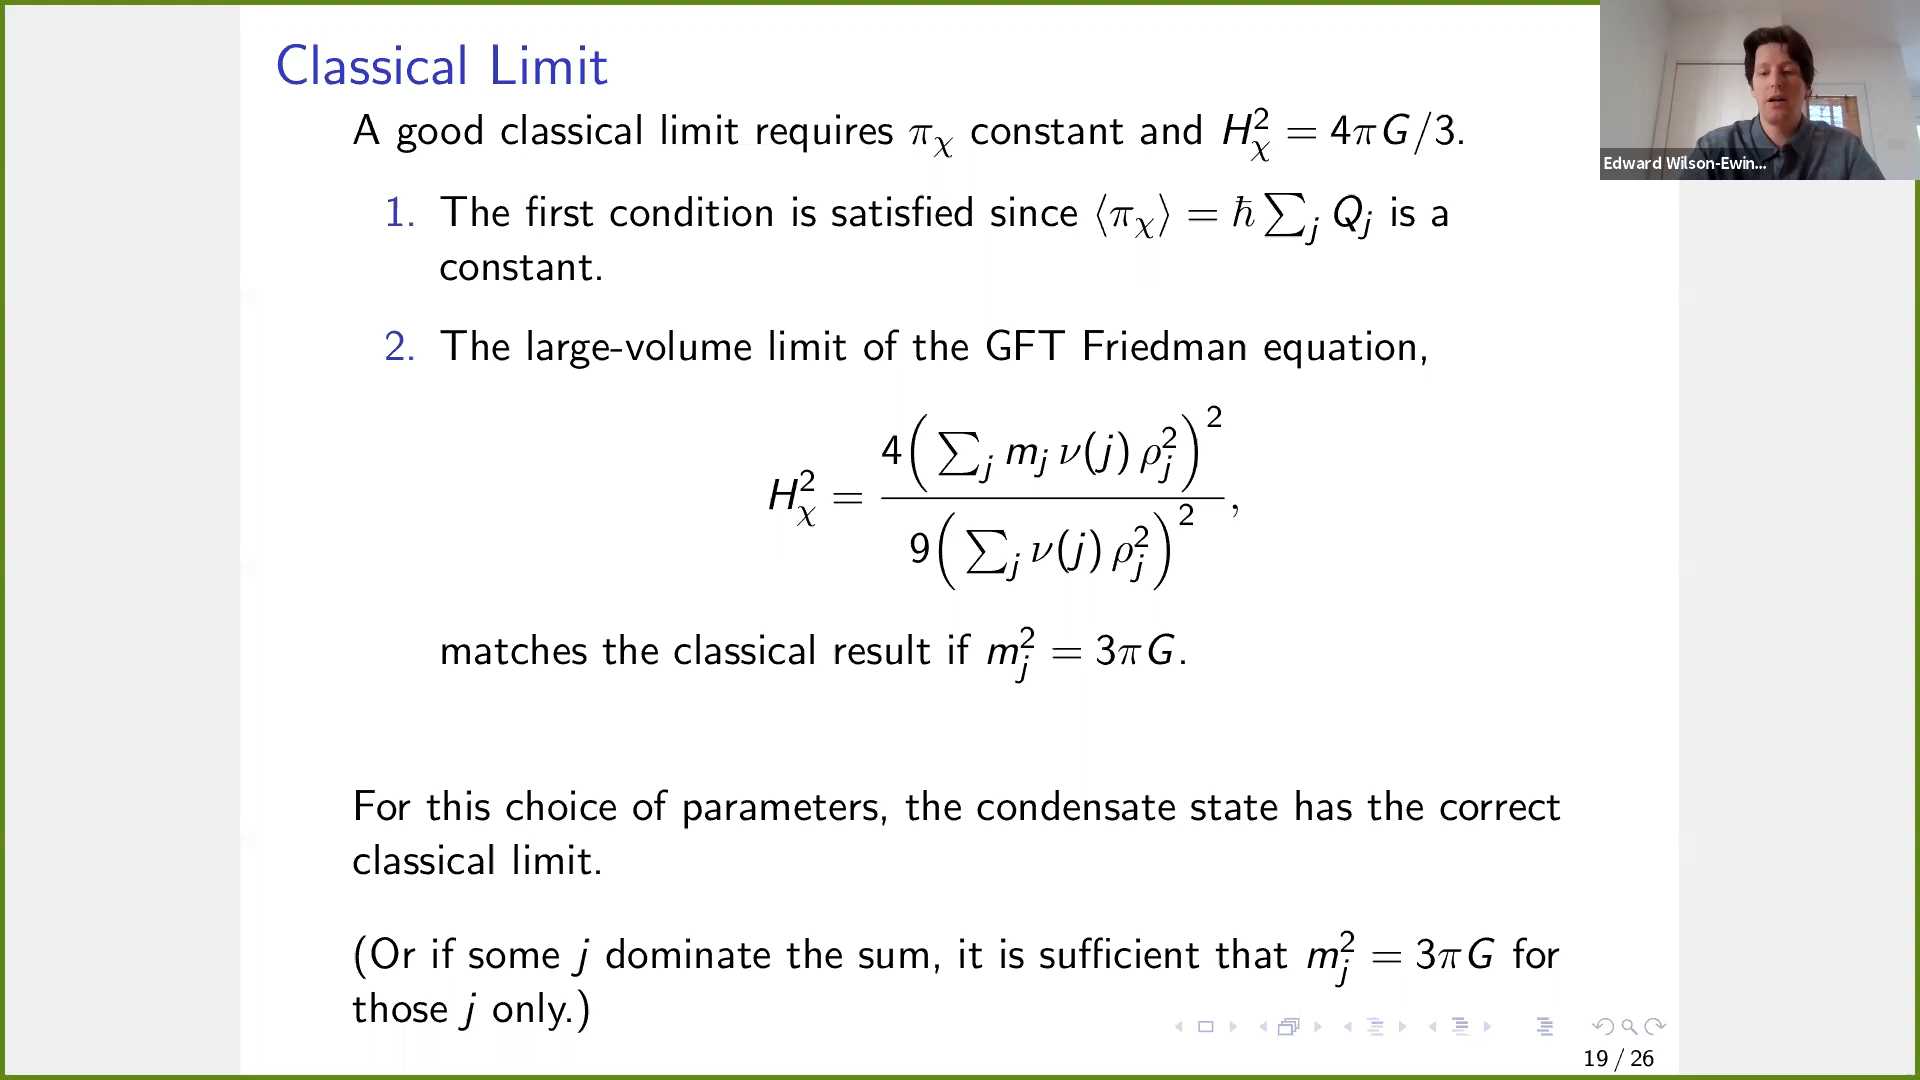 Classical Limit
A good classical limit requires π_χ constant and H_χ^2 = 4πG/3.
1. The first condition is satisfied since ⟨π_χ⟩ = ℏ ∑_j Q_j is a
constant.
2. The large-volume limit of the GFT Friedman equation,
H_χ^2 = 4(∑_j m_j ν(j) ρ_j^2)^2 / 9(∑_j ν(j) ρ_j^2)^2,
matches the classical result if m_j^2 = 3πG.
For this choice of parameters, the condensate state has the correct
classical limit.
(Or if some j dominate the sum, it is sufficient that m_j^2 = 3πG for
those j only.)
19 / 26
Edward Wilson-Ewin...